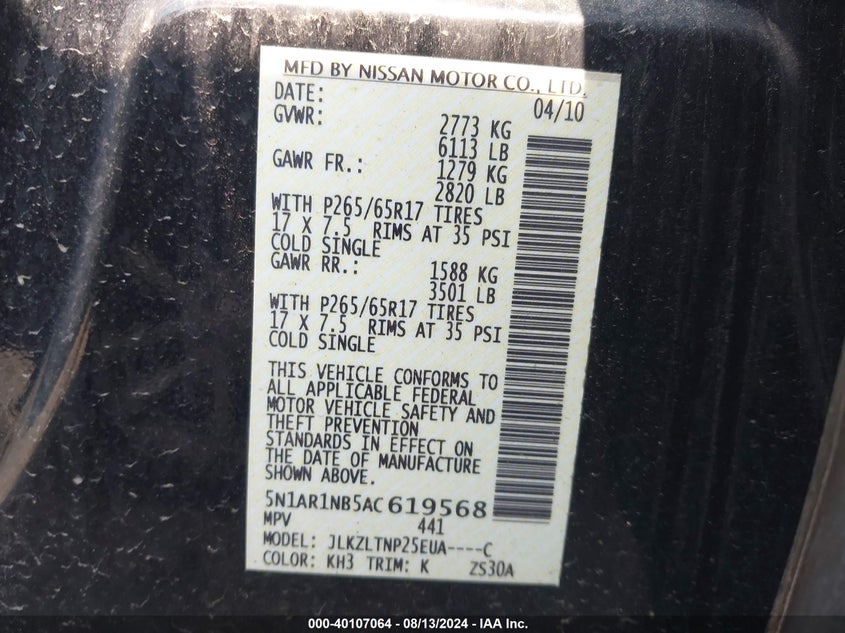 MFD BY NISSAN MOTOR CO., LTD.
DATE: 04/10
GVWR: 2773 KG
6113 LB
GAWR FR.: 1279 KG
2820 LB
WITH P265/65R17 TIRES
17 X 7.5 RIMS AT 35 PSI
COLD SINGLE
GAWR RR.: 1588 KG
3501 LB
WITH P265/65R17 TIRES
17 X 7.5 RIMS AT 35 PSI
COLD SINGLE
THIS VEHICLE CONFORMS TO
ALL APPLICABLE FEDERAL
MOTOR VEHICLE SAFETY AND
THEFT PREVENTION
STANDARDS IN EFFECT ON
THE DATE OF MANUFACTURE
SHOWN ABOVE.
5N1AR1NB5AC619568
MPV 441
MODEL: JLKZLTNP25EUA----C
COLOR: KH3 TRIM: K ZS30A
000-40107064 - 08/13/2024 - IAA Inc.